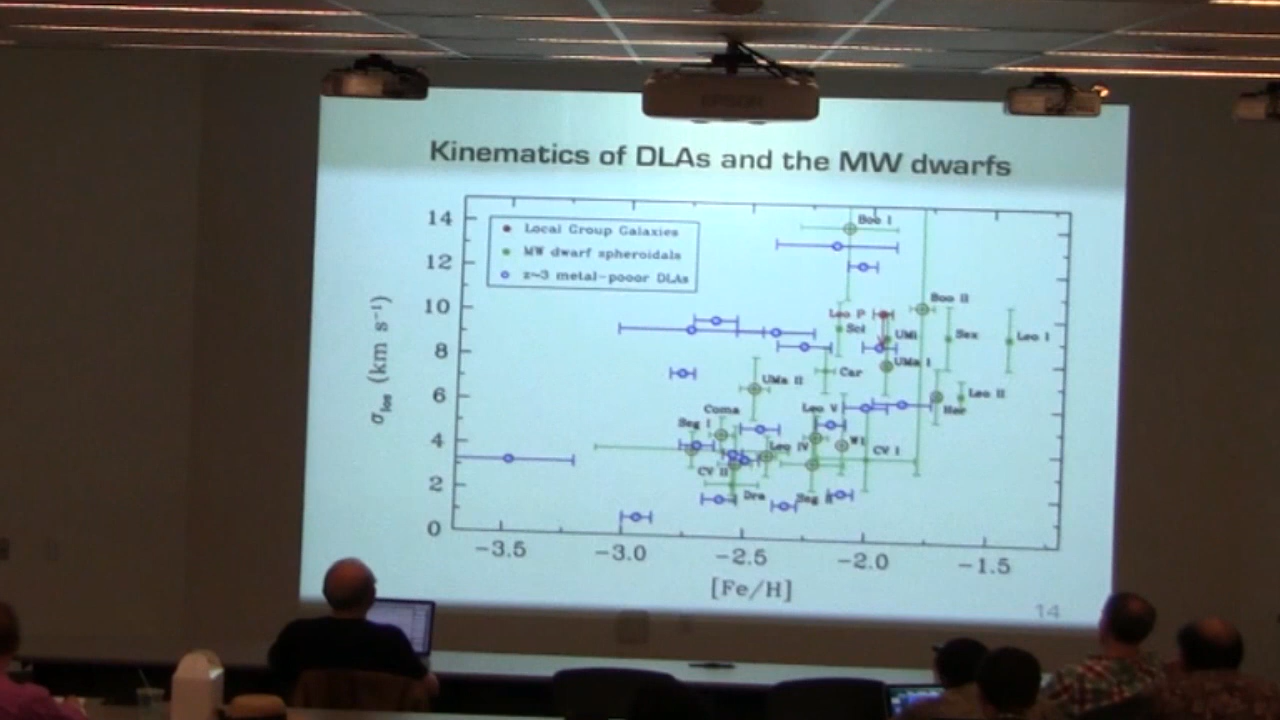 EPSON
Kinematics of DLAs and the MW dwarfs
14
12
10
8
6
4
2
0
σlos (km s⁻¹)
Local Group Galaxies
MW dwarf spheroidals
z~3 metal-pooor DLAs
Boo I
Boo II
Leo P
Scl
UMi
Sex
Leo I
UMa I
Car
UMa II
Leo II
Her
Coma
Leo V
Seg I
Leo IV
W1
CV I
CV II
Dra
Seg II
−3.5
−3.0
−2.5
−2.0
−1.5
[Fe/H]
14